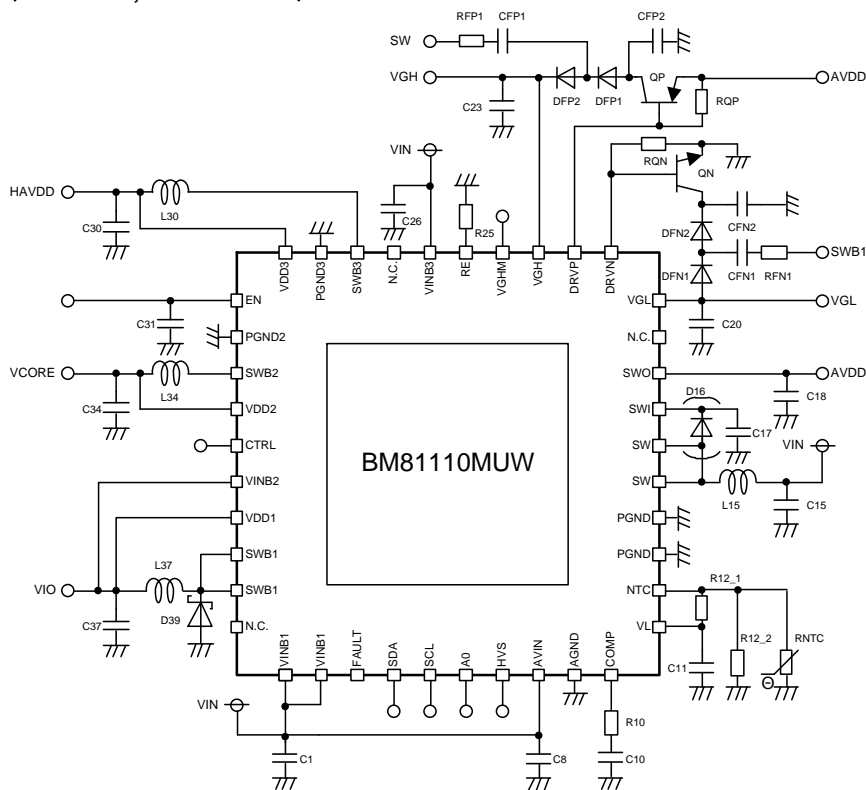 RFP1
CFP1
CFP2
SW
VGH
QP
AVDD
C23
DFP2
DFP1
RQP
VIN
RQN
QN
HAVDD
C30
L30
C26
R25
CFN2
DFN2
DFN1
CFN1
RFN1
SWB1
VDD3
PGND3
SWB3
N.C.
VINB3
RE
VGHM
VGH
DRVP
DRVN
EN
C31
VGL
VGL
PGND2
C20
N.C.
VCORE
SWB2
SWO
AVDD
C34
L34
VDD2
SWI
D16
C18
CTRL
BM81110MUW
SW
C17
VIN
VINB2
SW
L15
C15
VDD1
PGND
L37
SWB1
PGND
VIO
SWB1
NTC
R12_1
C37
D39
N.C.
VL
R12_2
RNTC
C11
VINB1
VINB1
FAULT
SDA
SCL
A0
HVS
AVIN
AGND
COMP
VIN
R10
C1
C8
C10